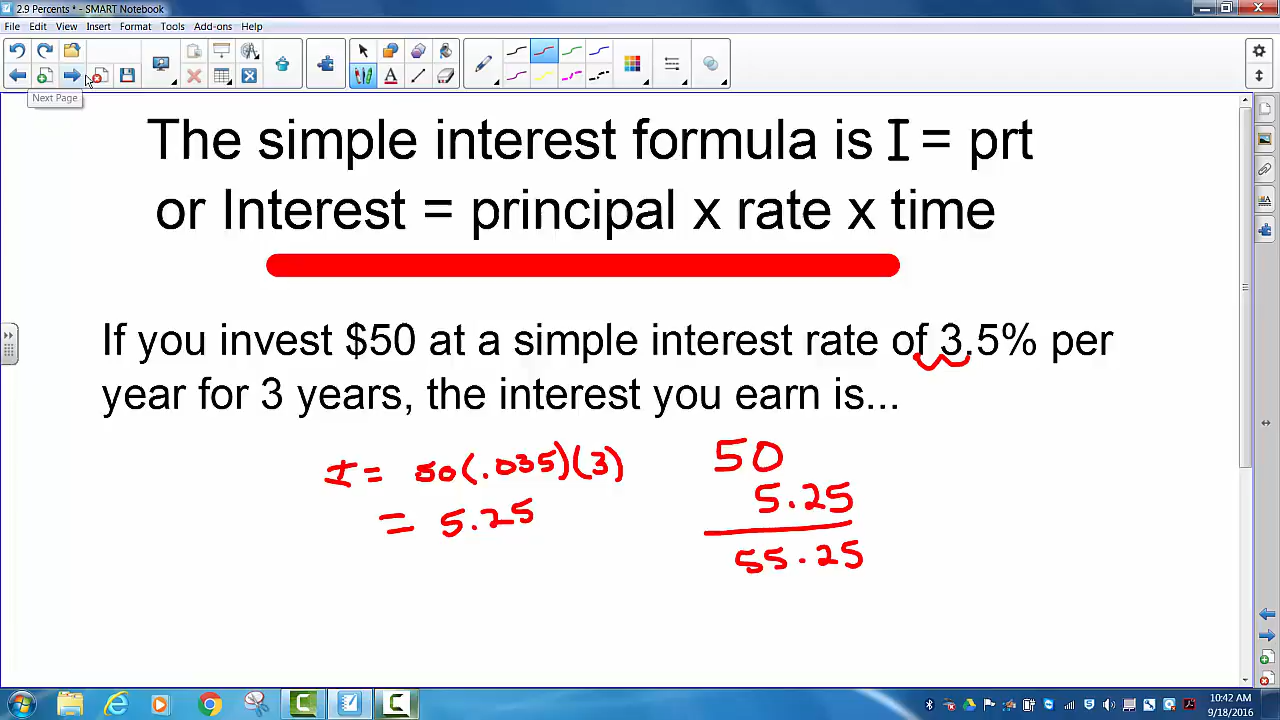 2.9 Percents * - SMART Notebook
File Edit View Insert Format Tools Add-ons Help
Next Page
The simple interest formula is I = prt
or Interest = principal x rate x time
If you invest $50 at a simple interest rate of 3.5% per
year for 3 years, the interest you earn is...
I = 50(.035)(3)
= 5.25
50
5.25
55.25
10:42 AM
9/18/2016